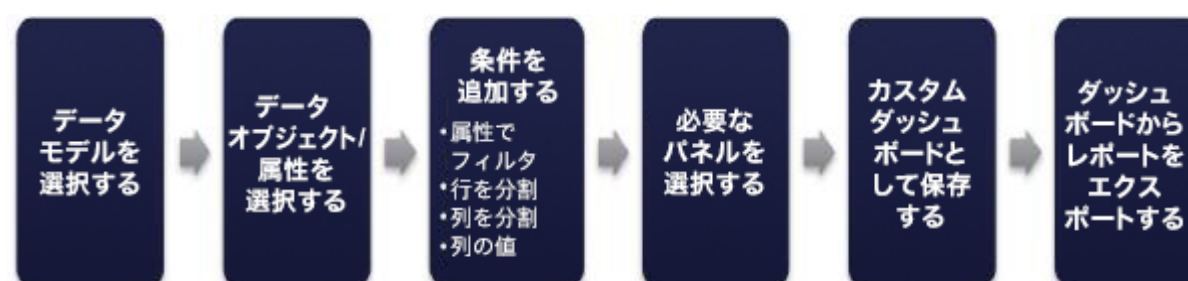 データ
モデルを
選択する
データ
オブジェクト/
属性を
選択する
条件を
追加する
•属性で
フィルタ
•行を分割
•列を分割
•列の値
必要な
パネルを
選択する
カスタム
ダッシュ
ボードと
して保存
する
ダッシュ
ボードから
レポートを
エクス
ポートする